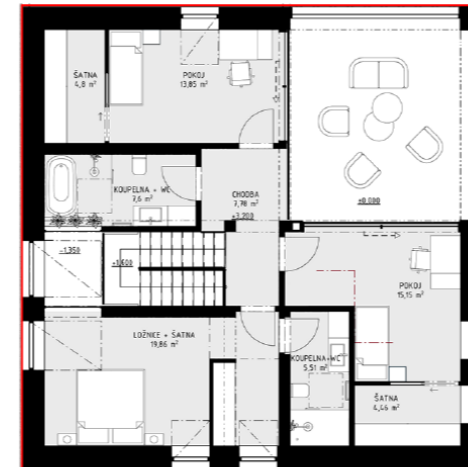 ŠATNA
4,8 m²
POKOJ
13,85 m²
KOUPELNA + WC
7,6 m²
CHODBA
7,78 m²
+3,200
±0,000
-1,350
+1,600
POKOJ
15,15 m²
LOŽNICE + ŠATNA
19,86 m²
KOUPELNA+WC
5,51 m²
ŠATNA
4,46 m²